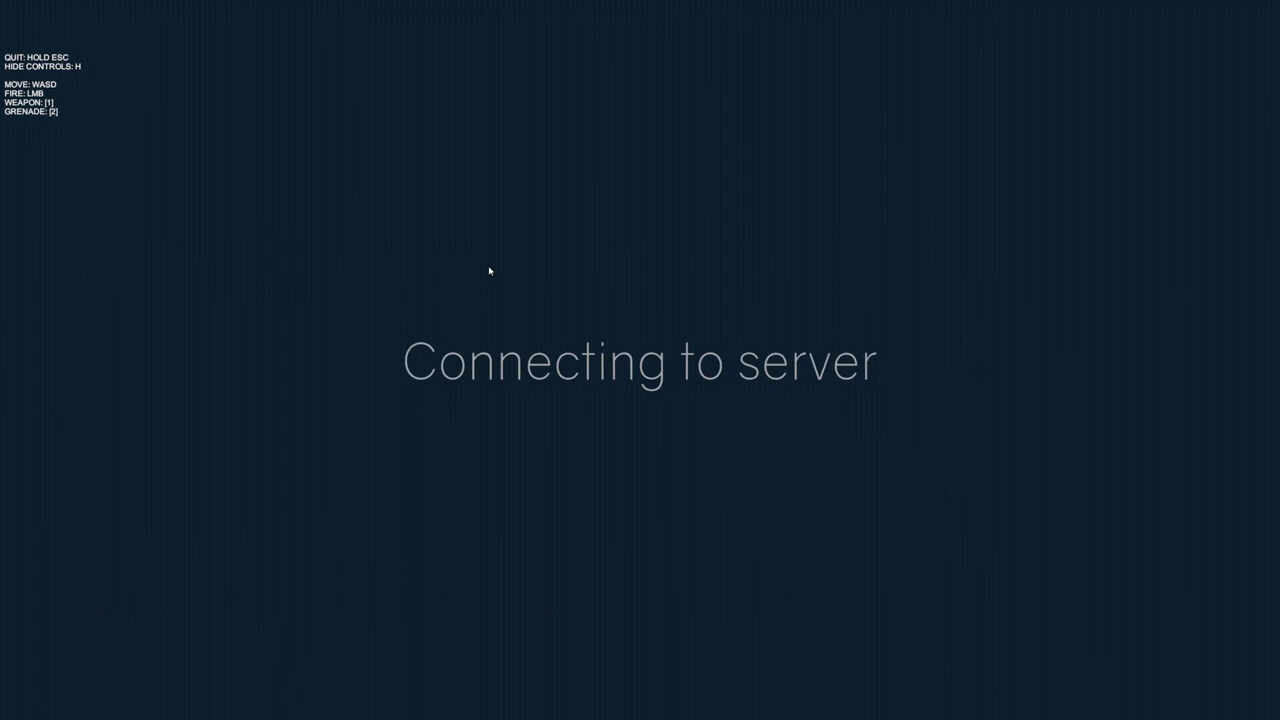 QUIT: HOLD ESC
HIDE CONTROLS: H
MOVE: WASD
FIRE: LMB
WEAPON: [1]
GRENADE: [2]
Connecting to server